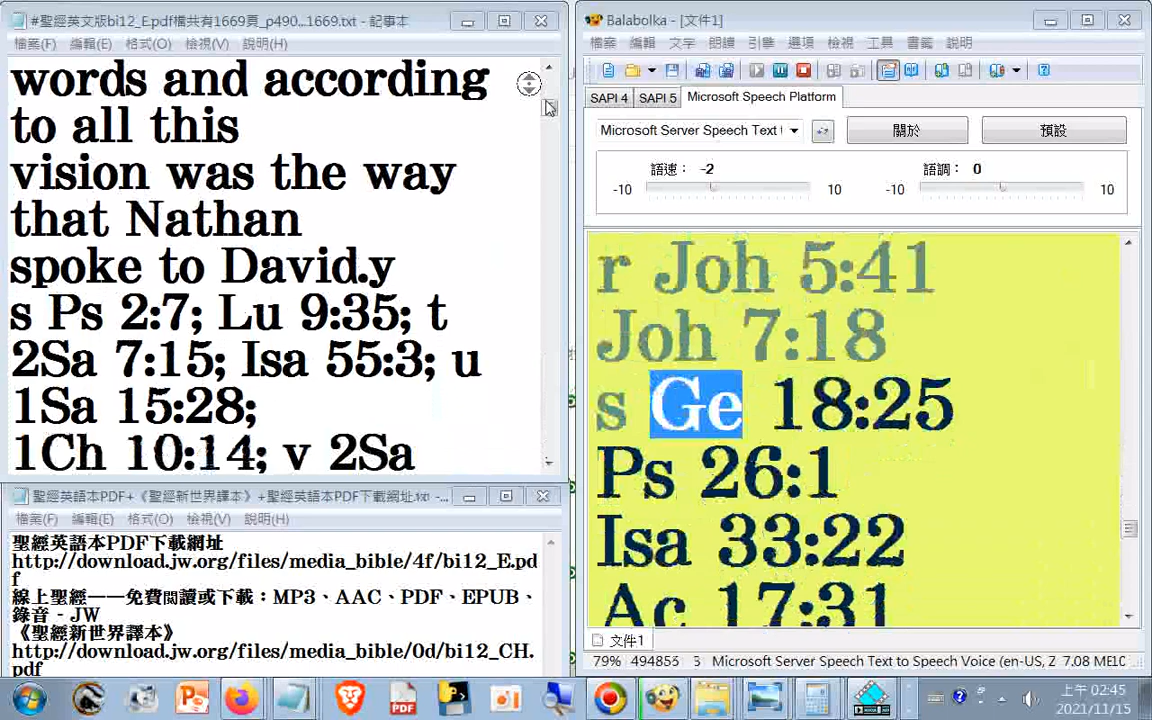 #聖經英文版bi12_E.pdf檔共有1669頁_p490...1669.txt - 記事本
檔案(F) 編輯(E) 格式(O) 檢視(V) 說明(H)
words and according
to all this
vision was the way
that Nathan
spoke to David.y
s Ps 2:7; Lu 9:35; t
2Sa 7:15; Isa 55:3; u
1Sa 15:28;
1Ch 10:14; v 2Sa
聖經英語本PDF+《聖經新世界譯本》+聖經英語本PDF下載網址.txt - ...
檔案(F) 編輯(E) 格式(O) 檢視(V) 說明(H)
聖經英語本PDF下載網址
http://download.jw.org/files/media_bible/4f/bi12_E.pd
f
線上聖經——免費閱讀或下載：MP3、AAC、PDF、EPUB、
錄音 - JW
《聖經新世界譯本》
http://download.jw.org/files/media_bible/0d/bi12_CH.
pdf
Balabolka - [文件1]
檔案 編輯 文字 朗讀 引擎 選項 檢視 工具 書籤 說明
SAPI 4 SAPI 5 Microsoft Speech Platform
Microsoft Server Speech Text 關於 預設
語速： -2 語調： 0
-10 10 -10 10
r Joh 5:41
Joh 7:18
s Ge 18:25
Ps 26:1
Isa 33:22
Ac 17:31
文件1
79% 494853 Microsoft Server Speech Text to Speech Voice (en-US, Z 7.08 ME10
PDF
上午 02:45
2021/11/15